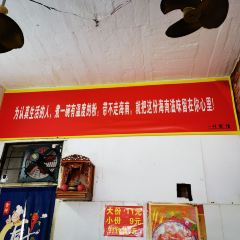 为认真生活的人，煮一碗有温度的粉，带不走海南，就把这份海南滋味留在你心里！
大份 11元
小份 9元